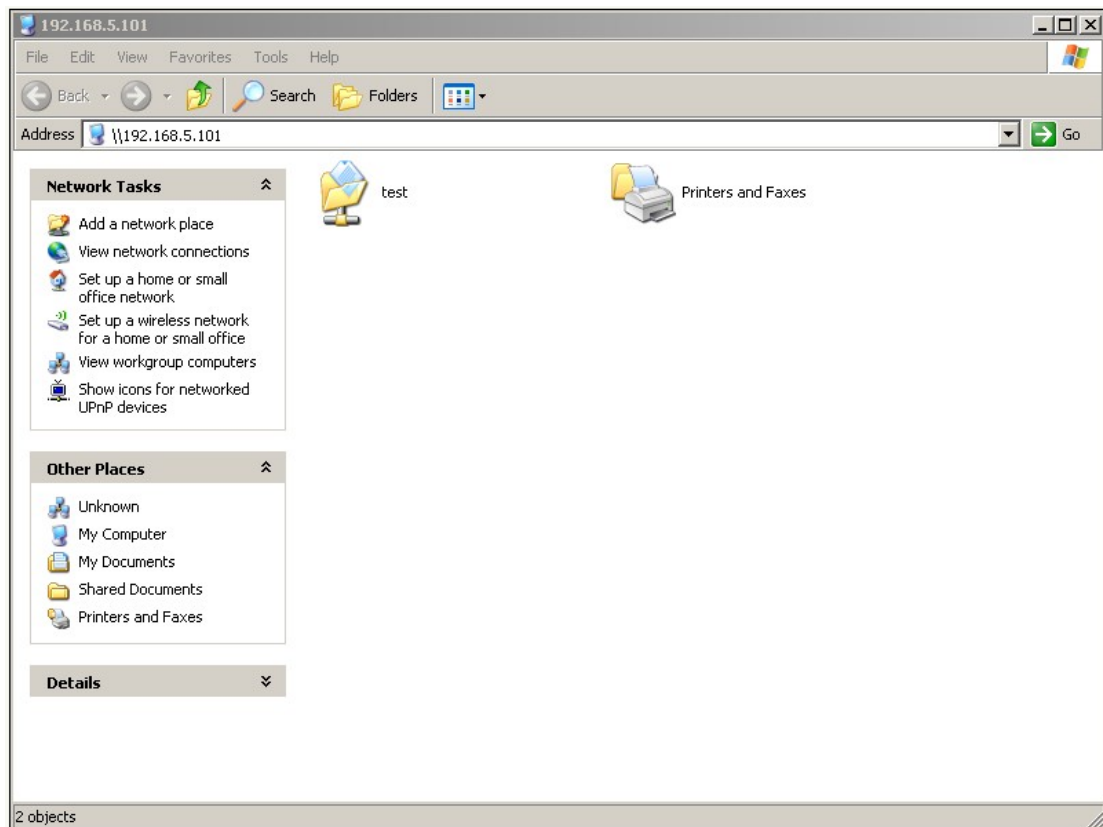 192.168.5.101
File Edit View Favorites Tools Help
Back Search Folders
Address \\192.168.5.101 Go
Network Tasks
Add a network place
View network connections
Set up a home or small
office network
Set up a wireless network
for a home or small office
View workgroup computers
Show icons for networked
UPnP devices
Other Places
Unknown
My Computer
My Documents
Shared Documents
Printers and Faxes
Details
test
Printers and Faxes
2 objects